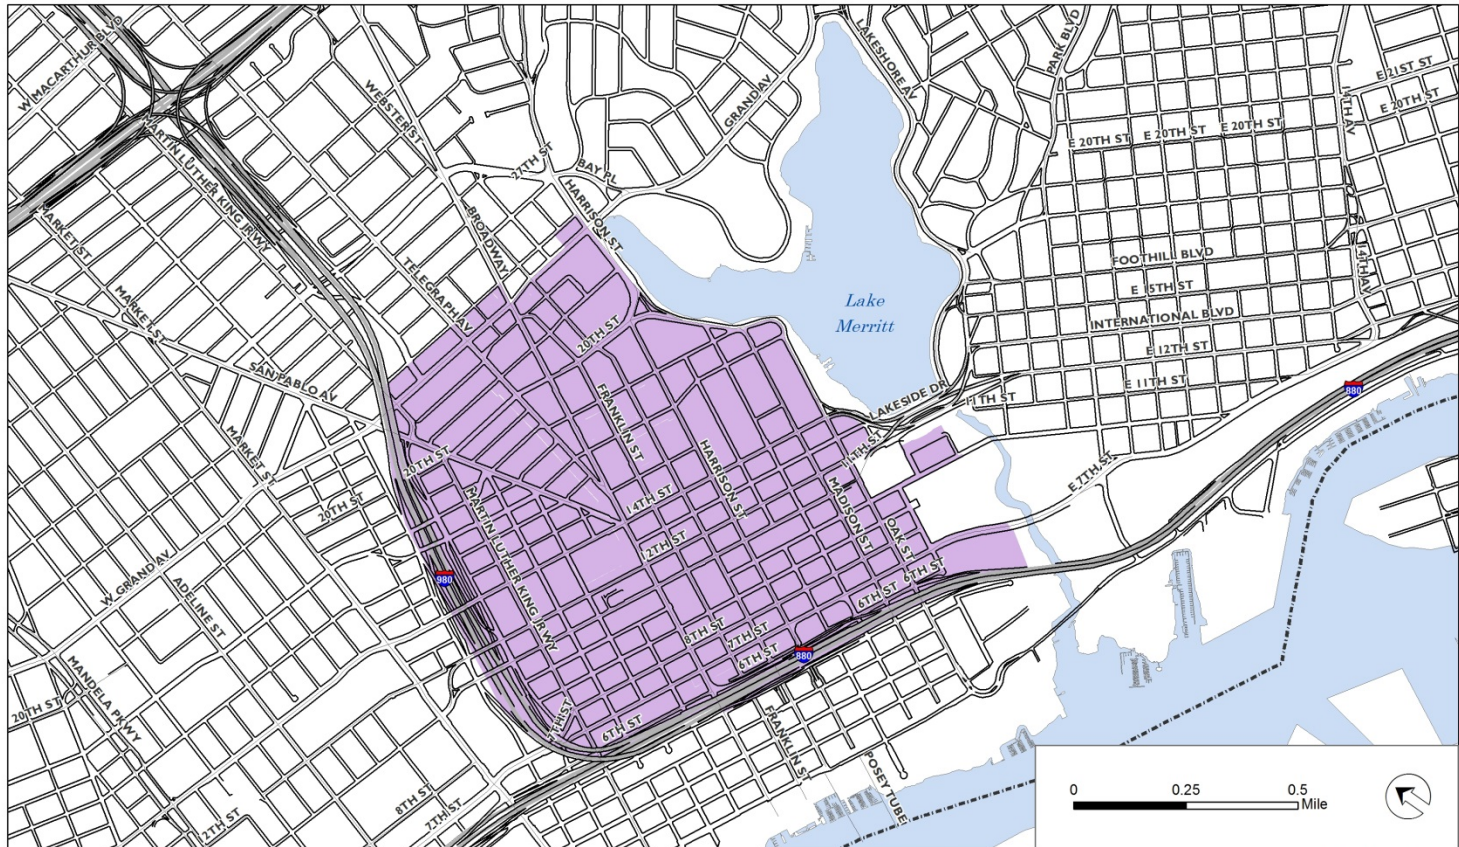 W MACARTHUR BLVD
WEBSTER ST
LAKESHORE AV
PARK BLVD
E 21ST ST
GRAND AV
14TH AV
E 20TH ST
E 20TH ST
E 20TH ST
E 20TH ST
MARTIN LUTHER KING JR WY
27TH ST
BAY PL
HARRISON ST
BROADWAY
MARKET ST
TELEGRAPH AV
FOOTHILL BLVD
14TH AV
E 15TH ST
MARKET ST
Lake
Merritt
INTERNATIONAL BLVD
20TH ST
E 12TH ST
SAN PABLO AV
E 11TH ST
880
LAKESIDE DR
11TH ST
FRANKLIN ST
MARKET ST
11TH ST
20TH ST
HARRISON ST
E 7TH ST
14TH ST
MADISON ST
20TH ST
MARTIN LUTHER KING JR WY
12TH ST
OAK ST
W GRAND AV
980
6TH ST
ADELINE ST
6TH ST
8TH ST
7TH ST
6TH ST
880
MANDELA PKWY
20TH ST
7TH ST
6TH ST
FRANKLIN ST
POSEY TUBE
8TH ST
7TH ST
12TH ST
0 0.25 0.5
Mile